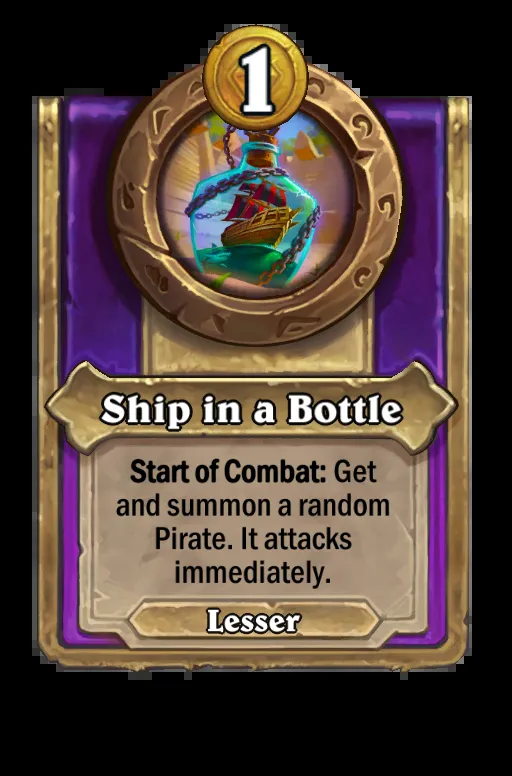 1
Ship in a Bottle
Start of Combat: Get
and summon a random
Pirate. It attacks
immediately.
Lesser